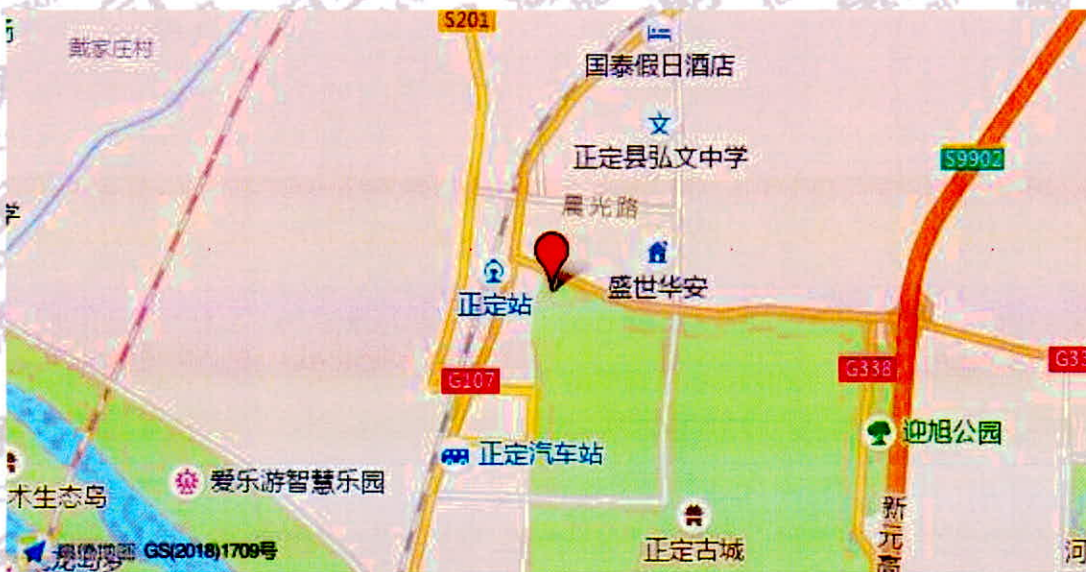 S201
戴家庄村
国泰假日酒店
正定县弘文中学
S9902
学
晨光路
盛世华安
正定站
G107
G338
迎旭公园
正定汽车站
爱乐游智慧乐园
木生态岛
正定古城
新元高
河
GS(2018)1709号